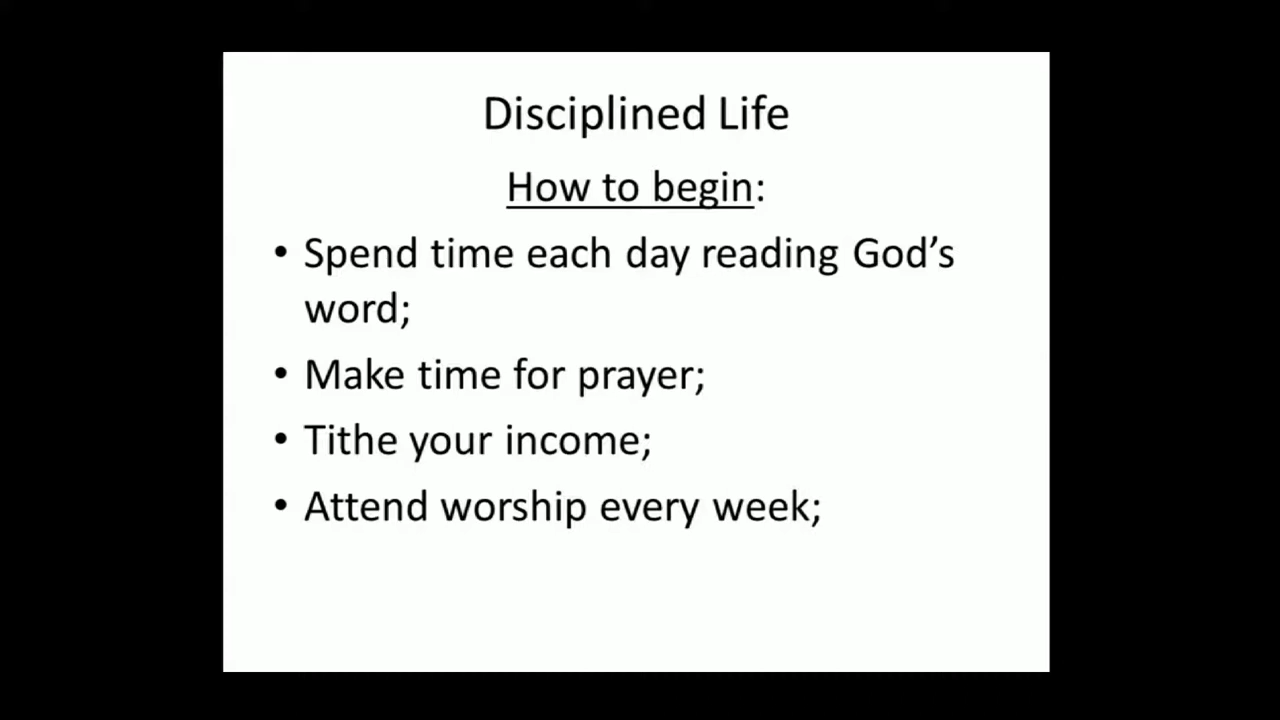 Disciplined Life
How to begin:
• Spend time each day reading God’s
word;
• Make time for prayer;
• Tithe your income;
• Attend worship every week;